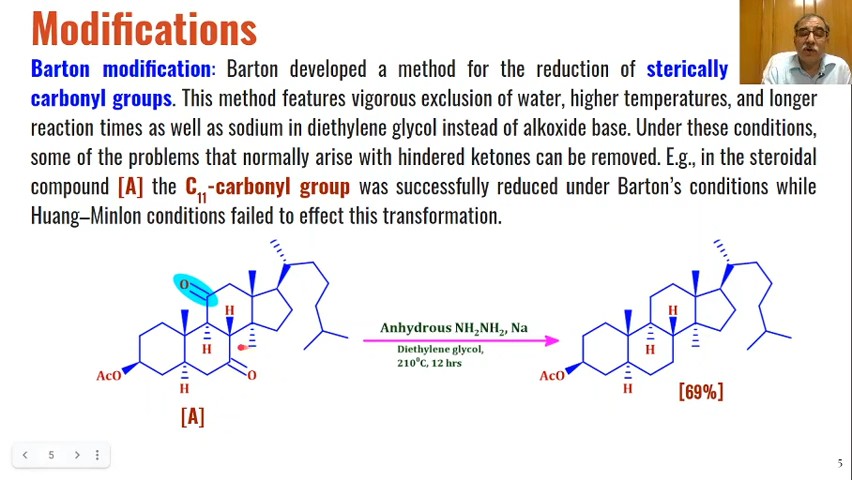 Modifications
Barton modification: Barton developed a method for the reduction of sterically
carbonyl groups. This method features vigorous exclusion of water, higher temperatures, and longer
reaction times as well as sodium in diethylene glycol instead of alkoxide base. Under these conditions,
some of the problems that normally arise with hindered ketones can be removed. E.g., in the steroidal
compound [A] the C₁₁-carbonyl group was successfully reduced under Barton's conditions while
Huang–Minlon conditions failed to effect this transformation.
O
H
H
AcO
H
O
[A]
Anhydrous NH₂NH₂, Na
Diethylene glycol,
210⁰C, 12 hrs
H
H
AcO
H
[69%]
5
5